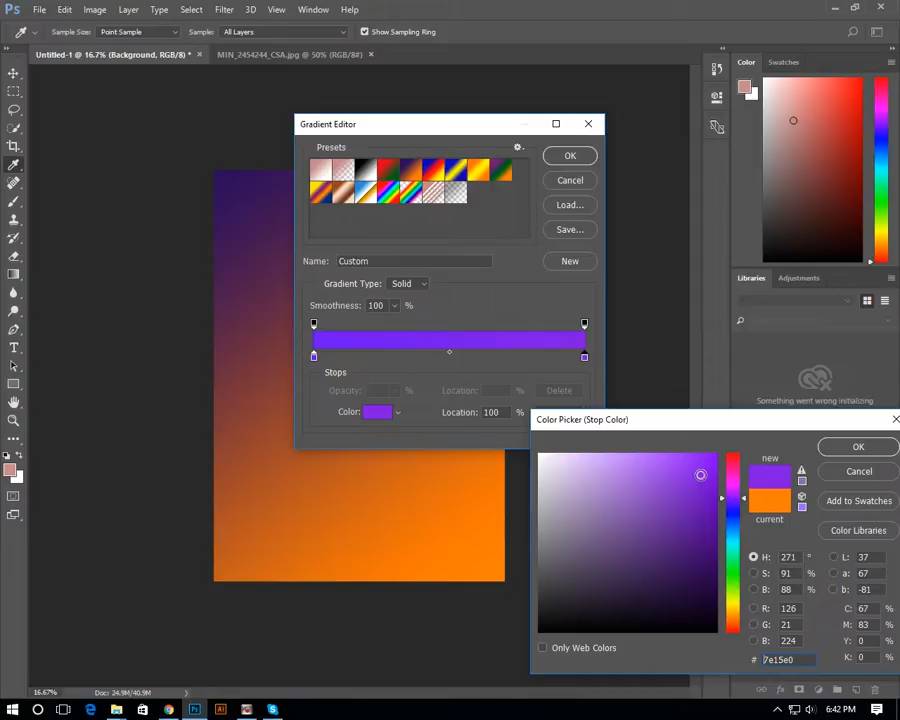 Ps File Edit Image Layer Type Select Filter 3D View Window Help
Sample Size: Point Sample Sample: All Layers Show Sampling Ring
Untitled-1 @ 16.7% (Background, RGB/8#) * × MIN_2454244_CSA.jpg @ 50% (RGB/8#) ×
Color Swatches
Gradient Editor
Presets
OK
Cancel
Load...
Save...
Name: Custom
New
Gradient Type: Solid
Smoothness: 100 %
Stops
Opacity: % Location: % Delete
Color: Location: 100 %
Libraries Adjustments
Something went wrong initializing
Color Picker (Stop Color)
new
current
OK
Cancel
Add to Swatches
Color Libraries
H: 271 °
S: 91 %
B: 88 %
R: 126
G: 21
B: 224
# 7e15e0
L: 37
a: 67
b: -81
C: 67 %
M: 83 %
Y: 0 %
K: 0 %
Only Web Colors
16.67% Doc: 24.9M/40.9M
Ps Ai 6:42 PM